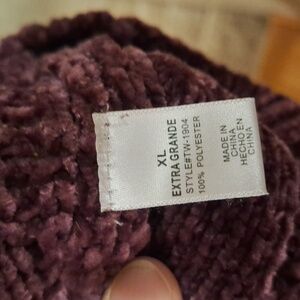 XL
EXTRA GRANDE
STYLE#TW-1904
100% POLYESTER
MADE IN
CHINA
HECHO EN
CHINA